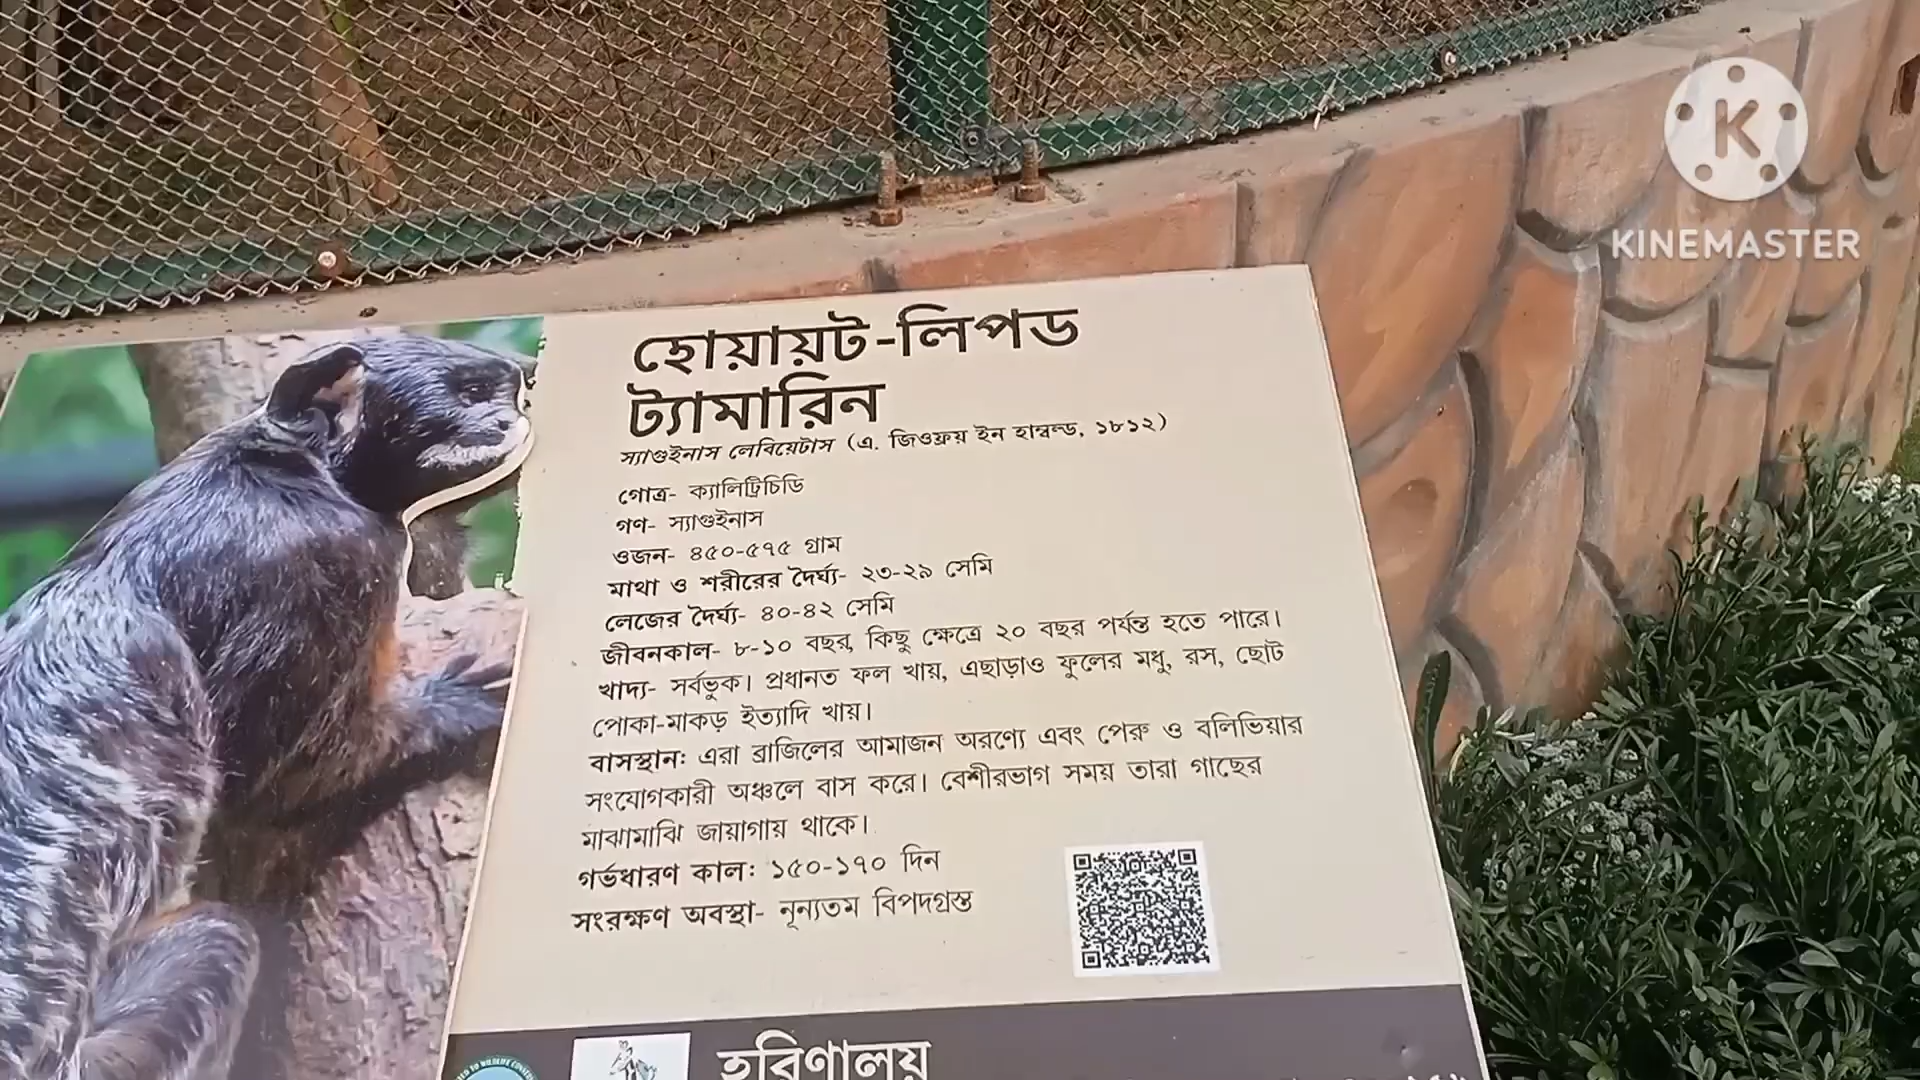 KINEMASTER
হোয়ায়ট-লিপড
ট্যামারিন
স্যাগুইনাস লেবিয়েটাস (এ. জিওফ্রয় ইন হাম্বল্ড, ১৮১২)
গোত্র- ক্যালিট্রিচিডি
গণ- স্যাগুইনাস
ওজন- ৪৫০-৫৭৫ গ্রাম
মাথা ও শরীরের দৈর্ঘ্য- ২৩-২৯ সেমি
লেজের দৈর্ঘ্য- ৪০-৪২ সেমি
জীবনকাল- ৮-১০ বছর, কিছু ক্ষেত্রে ২০ বছর পর্যন্ত হতে পারে।
খাদ্য- সর্বভুক। প্রধানত ফল খায়, এছাড়াও ফুলের মধু, রস, ছোট
পোকা-মাকড় ইত্যাদি খায়।
বাসস্থান: এরা ব্রাজিলের আমাজন অরণ্যে এবং পেরু ও বলিভিয়ার
সংযোগকারী অঞ্চলে বাস করে। বেশীরভাগ সময় তারা গাছের
মাঝামাঝি জায়াগায় থাকে।
গর্ভধারণ কাল: ১৫০-১৭০ দিন
সংরক্ষণ অবস্থা- নূন্যতম বিপদগ্রস্ত
হরিণালয়